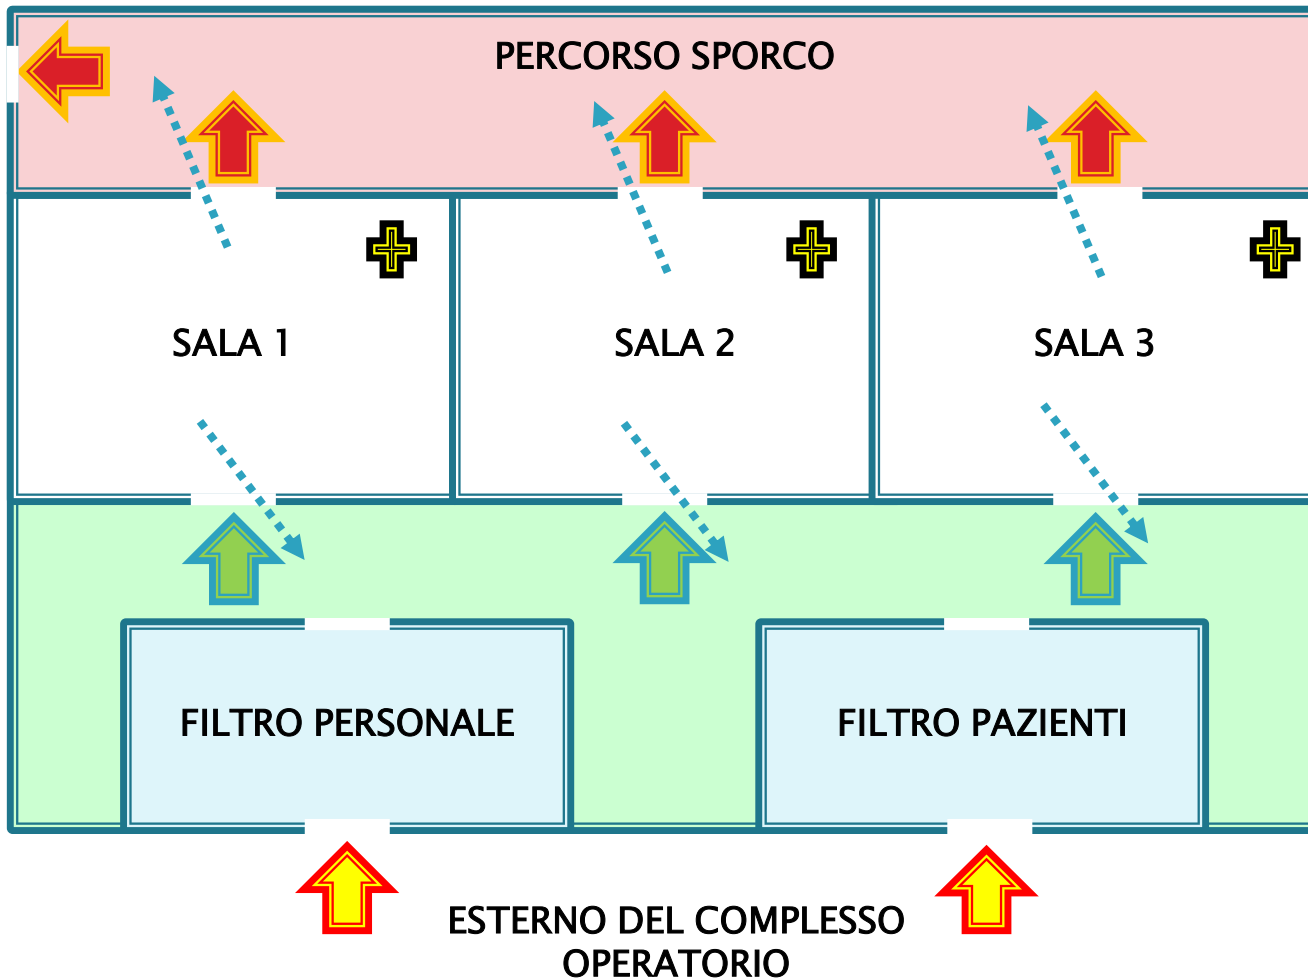 PERCORSO SPORCO
SALA 1
SALA 2
SALA 3
FILTRO PERSONALE
FILTRO PAZIENTI
ESTERNO DEL COMPLESSO
OPERATORIO